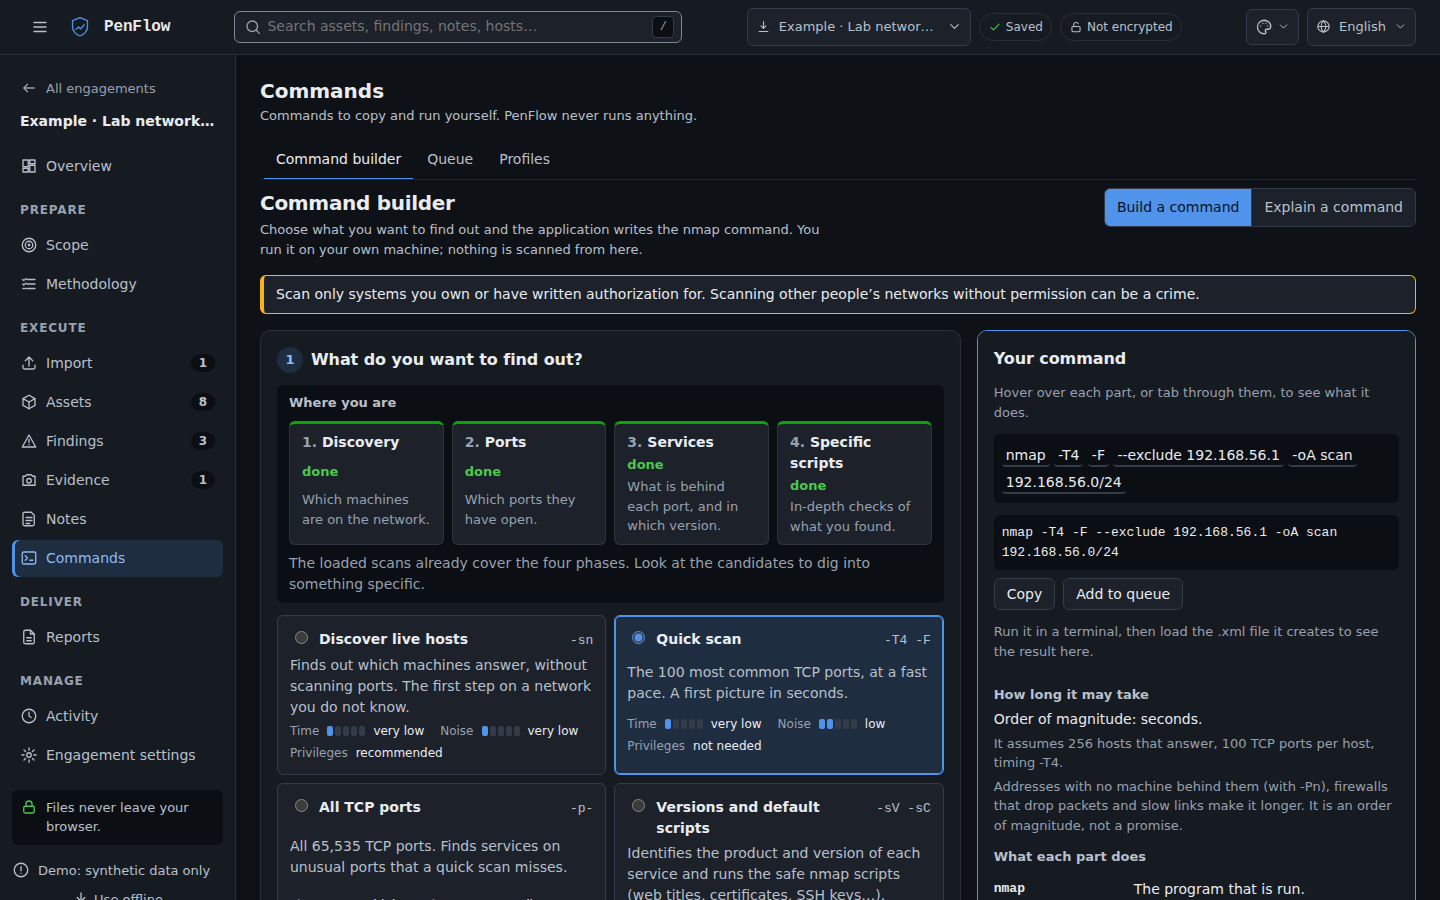 PenFlow
Search assets, findings, notes, hosts…
/
Example · Lab networ…
Saved
Not encrypted
English
All engagements
Example · Lab network…
Overview
PREPARE
Scope
Methodology
EXECUTE
Import 1
Assets 8
Findings 3
Evidence 1
Notes
Commands
DELIVER
Reports
MANAGE
Activity
Engagement settings
Files never leave your
browser.
Demo: synthetic data only
Use offline
Commands
Commands to copy and run yourself. PenFlow never runs anything.
Command builder Queue Profiles
Command builder
Choose what you want to find out and the application writes the nmap command. You
run it on your own machine; nothing is scanned from here.
Build a command Explain a command
Scan only systems you own or have written authorization for. Scanning other people’s networks without permission can be a crime.
1 What do you want to find out?
Where you are
1. Discovery
done
Which machines
are on the network.
2. Ports
done
Which ports they
have open.
3. Services
done
What is behind
each port, and in
which version.
4. Specific
scripts
done
In-depth checks of
what you found.
The loaded scans already cover the four phases. Look at the candidates to dig into
something specific.
Discover live hosts -sn
Finds out which machines answer, without
scanning ports. The first step on a network
you do not know.
Time very low Noise very low
Privileges recommended
Quick scan -T4 -F
The 100 most common TCP ports, at a fast
pace. A first picture in seconds.
Time very low Noise low
Privileges not needed
All TCP ports -p-
All 65,535 TCP ports. Finds services on
unusual ports that a quick scan misses.
Versions and default
scripts
-sV -sC
Identifies the product and version of each
service and runs the safe nmap scripts
(web titles, certificates, SSH keys…).
Your command
Hover over each part, or tab through them, to see what it
does.
nmap -T4 -F --exclude 192.168.56.1 -oA scan
192.168.56.0/24
nmap -T4 -F --exclude 192.168.56.1 -oA scan
192.168.56.0/24
Copy Add to queue
Run it in a terminal, then load the .xml file it creates to see
the result here.
How long it may take
Order of magnitude: seconds.
It assumes 256 hosts that answer, 100 TCP ports per host,
timing -T4.
Addresses with no machine behind them (with -Pn), firewalls
that drop packets and slow links make it longer. It is an order
of magnitude, not a promise.
What each part does
nmap The program that is run.